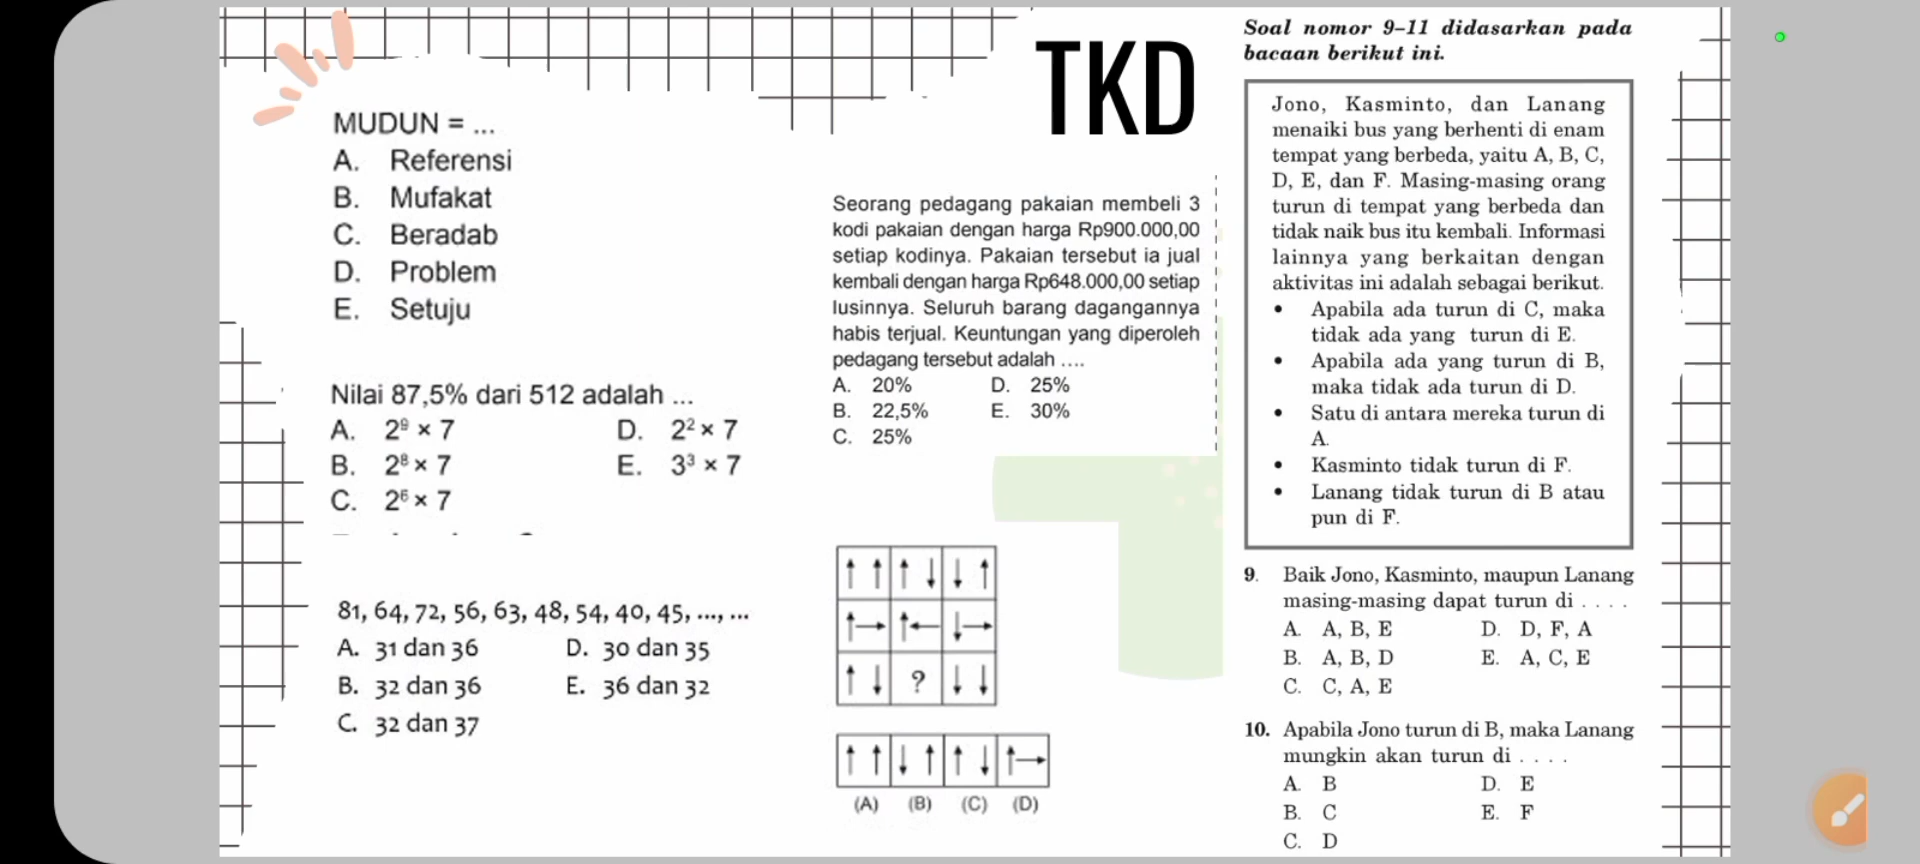 TKD
MUDUN = ...
A. Referensi
B. Mufakat
C. Beradab
D. Problem
E. Setuju
Nilai 87,5% dari 512 adalah ...
A. 2⁹ × 7
D. 2² × 7
B. 2⁸ × 7
E. 3³ × 7
C. 2⁶ × 7
81, 64, 72, 56, 63, 48, 54, 40, 45, ..., ...
A. 31 dan 36
D. 30 dan 35
B. 32 dan 36
E. 36 dan 32
C. 32 dan 37
Seorang pedagang pakaian membeli 3
kodi pakaian dengan harga Rp900.000,00
setiap kodinya. Pakaian tersebut ia jual
kembali dengan harga Rp648.000,00 setiap
lusinnya. Seluruh barang dagangannya
habis terjual. Keuntungan yang diperoleh
pedagang tersebut adalah ....
A. 20%
D. 25%
B. 22,5%
E. 30%
C. 25%
?
(A) (B) (C) (D)
Soal nomor 9–11 didasarkan pada
bacaan berikut ini.
Jono, Kasminto, dan Lanang
menaiki bus yang berhenti di enam
tempat yang berbeda, yaitu A, B, C,
D, E, dan F. Masing-masing orang
turun di tempat yang berbeda dan
tidak naik bus itu kembali. Informasi
lainnya yang berkaitan dengan
aktivitas ini adalah sebagai berikut.
• Apabila ada turun di C, maka
tidak ada yang turun di E.
• Apabila ada yang turun di B,
maka tidak ada turun di D.
• Satu di antara mereka turun di
A.
• Kasminto tidak turun di F.
• Lanang tidak turun di B atau
pun di F.
9. Baik Jono, Kasminto, maupun Lanang
masing-masing dapat turun di . . . .
A. A, B, E
D. D, F, A
B. A, B, D
E. A, C, E
C. C, A, E
10. Apabila Jono turun di B, maka Lanang
mungkin akan turun di . . . .
A. B
D. E
B. C
E. F
C. D